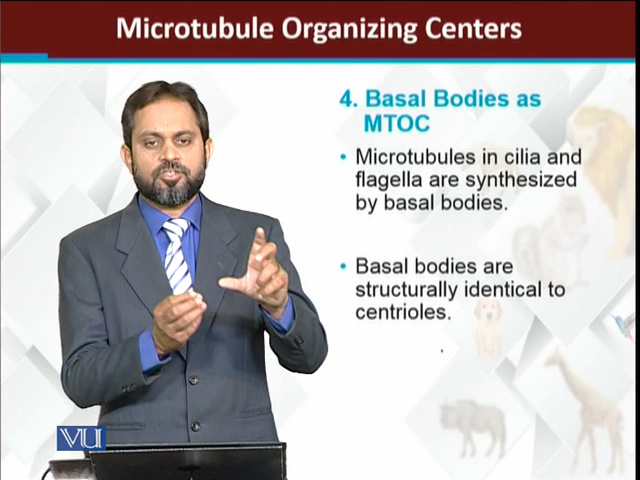 Microtubule Organizing Centers
4. Basal Bodies as
MTOC
• Microtubules in cilia and
flagella are synthesized
by basal bodies.
• Basal bodies are
structurally identical to
centrioles.
VU